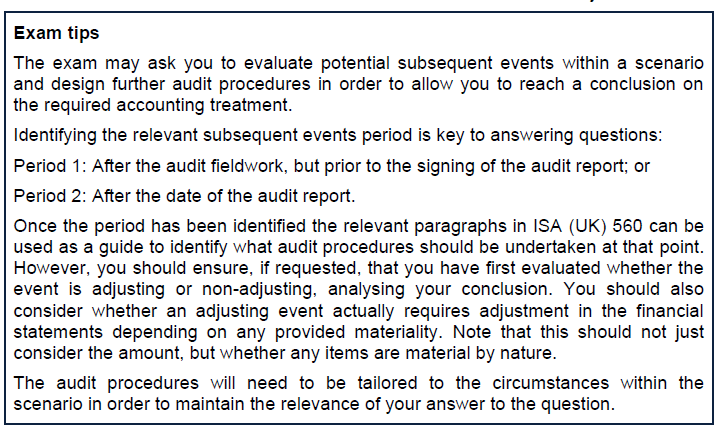 Exam tips
The exam may ask you to evaluate potential subsequent events within a scenario
and design further audit procedures in order to allow you to reach a conclusion on
the required accounting treatment.
Identifying the relevant subsequent events period is key to answering questions:
Period 1: After the audit fieldwork, but prior to the signing of the audit report; or
Period 2: After the date of the audit report.
Once the period has been identified the relevant paragraphs in ISA (UK) 560 can be
used as a guide to identify what audit procedures should be undertaken at that point.
However, you should ensure, if requested, that you have first evaluated whether the
event is adjusting or non-adjusting, analysing your conclusion. You should also
consider whether an adjusting event actually requires adjustment in the financial
statements depending on any provided materiality. Note that this should not just
consider the amount, but whether any items are material by nature.
The audit procedures will need to be tailored to the circumstances within the
scenario in order to maintain the relevance of your answer to the question.